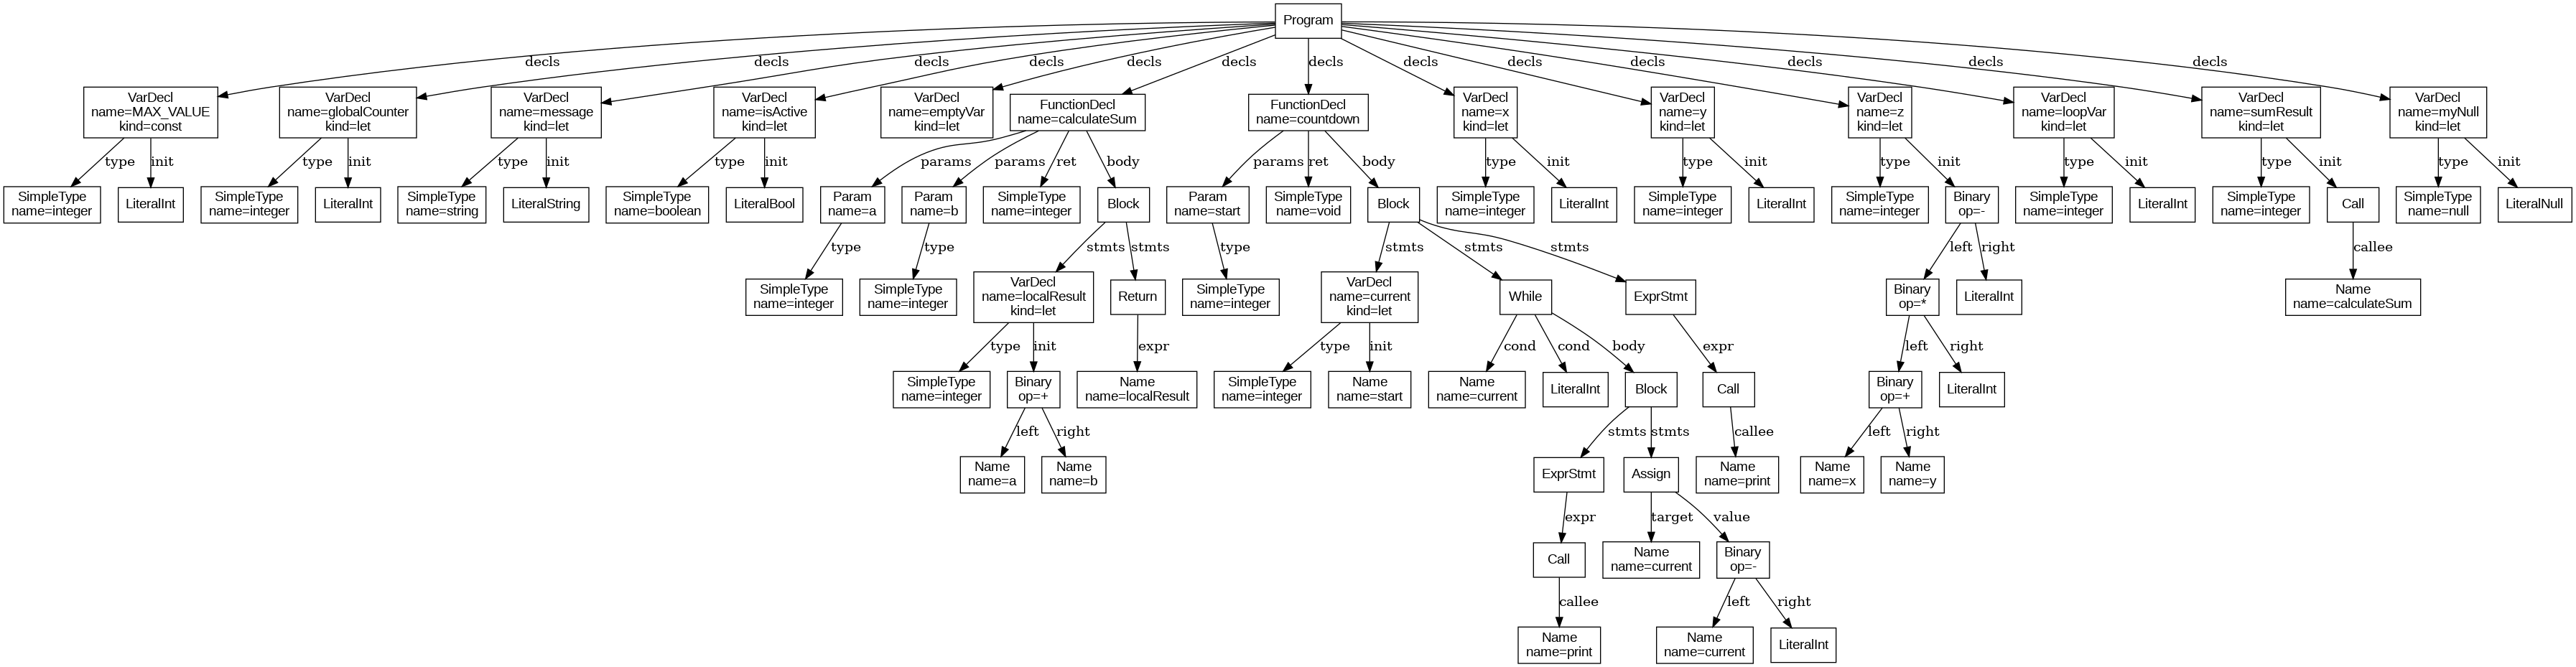 Program
decls decls decls decls decls decls decls decls decls decls decls decls decls
VarDecl
name=MAX_VALUE
kind=const
VarDecl
name=globalCounter
kind=let
VarDecl
name=message
kind=let
VarDecl
name=isActive
kind=let
VarDecl
name=emptyVar
kind=let
FunctionDecl
name=calculateSum
FunctionDecl
name=countdown
VarDecl
name=x
kind=let
VarDecl
name=y
kind=let
VarDecl
name=z
kind=let
VarDecl
name=loopVar
kind=let
VarDecl
name=sumResult
kind=let
VarDecl
name=myNull
kind=let
type init type init type init type init params params ret body params ret body type init type init type init type init type init type init
SimpleType
name=integer
LiteralInt
SimpleType
name=integer
LiteralInt
SimpleType
name=string
LiteralString
SimpleType
name=boolean
LiteralBool
Param
name=a
Param
name=b
SimpleType
name=integer
Block
Param
name=start
SimpleType
name=void
Block
SimpleType
name=integer
LiteralInt
SimpleType
name=integer
LiteralInt
SimpleType
name=integer
Binary
op=-
SimpleType
name=integer
LiteralInt
SimpleType
name=integer
Call
SimpleType
name=null
LiteralNull
type type stmts stmts type stmts stmts stmts left right callee
SimpleType
name=integer
SimpleType
name=integer
VarDecl
name=localResult
kind=let
Return
SimpleType
name=integer
VarDecl
name=current
kind=let
While
ExprStmt
Binary
op=*
LiteralInt
Name
name=calculateSum
type init expr type init cond cond body expr left right
SimpleType
name=integer
Binary
op=+
Name
name=localResult
SimpleType
name=integer
Name
name=start
Name
name=current
LiteralInt
Block
Call
Binary
op=+
LiteralInt
left right stmts stmts callee left right
Name
name=a
Name
name=b
ExprStmt
Assign
Name
name=print
Name
name=x
Name
name=y
expr target value
Call
Name
name=current
Binary
op=-
callee left right
Name
name=print
Name
name=current
LiteralInt